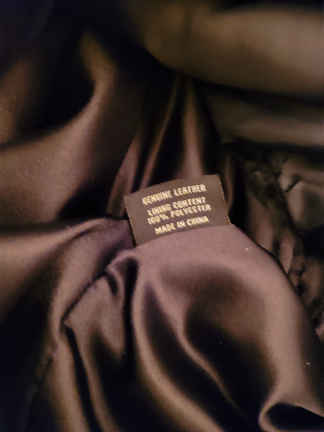 GENUINE LEATHER
LINING CONTENT
100% POLYESTER
MADE IN CHINA